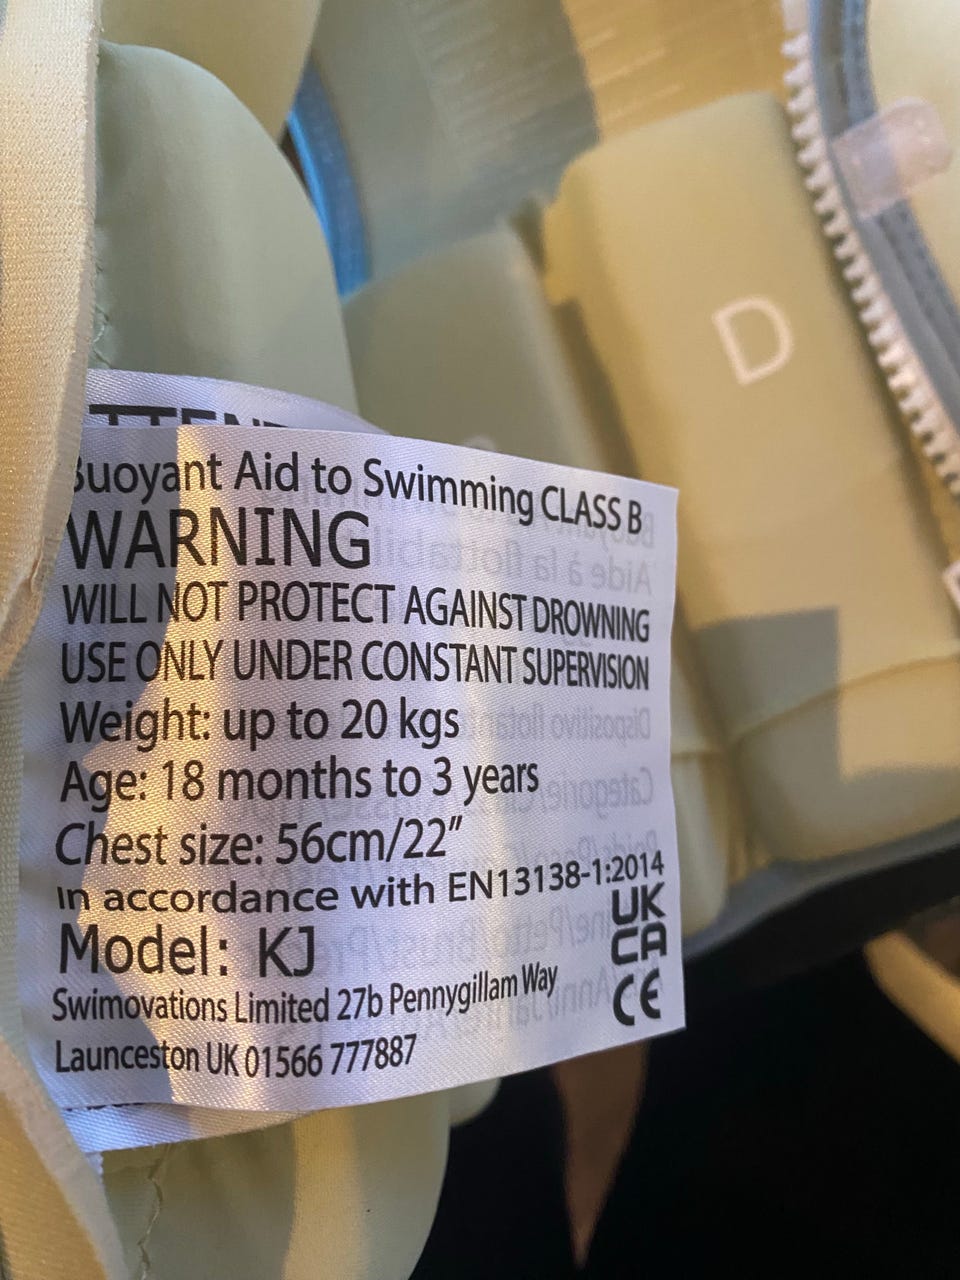 D
Buoyant Aid to Swimming CLASS B
WARNING
WILL NOT PROTECT AGAINST DROWNING
USE ONLY UNDER CONSTANT SUPERVISION
Weight: up to 20 kgs
Age: 18 months to 3 years
Chest size: 56cm/22”
In accordance with EN13138-1:2014
UK
CA
Model: KJ
CE
Swimovations Limited 27b Pennygillam Way
Launceston UK 01566 777887